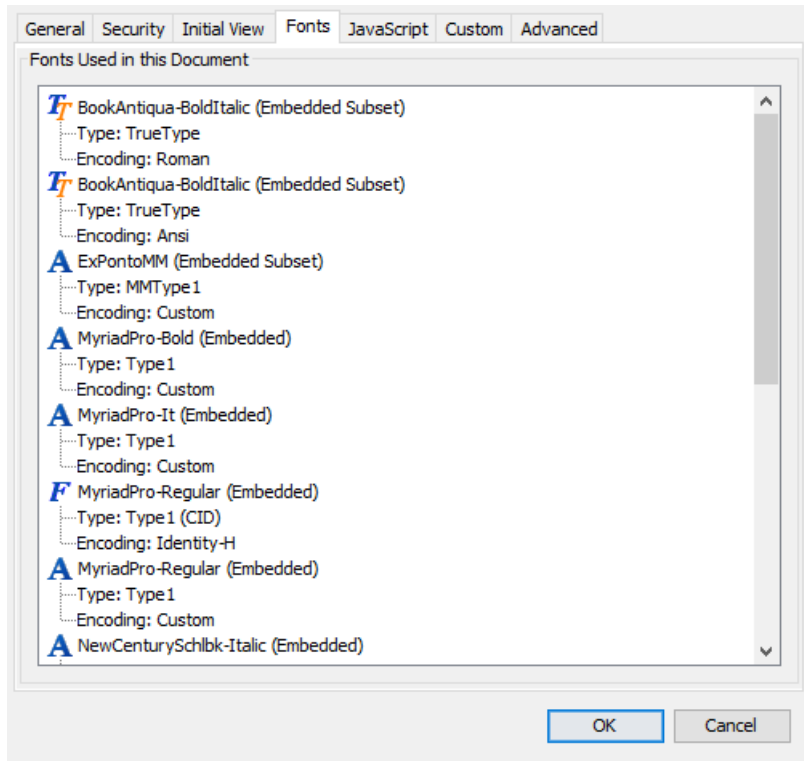 General Security Initial View Fonts JavaScript Custom Advanced
Fonts Used in this Document
BookAntiqua-BoldItalic (Embedded Subset)
Type: TrueType
Encoding: Roman
BookAntiqua-BoldItalic (Embedded Subset)
Type: TrueType
Encoding: Ansi
ExPontoMM (Embedded Subset)
Type: MMType1
Encoding: Custom
MyriadPro-Bold (Embedded)
Type: Type1
Encoding: Custom
MyriadPro-It (Embedded)
Type: Type1
Encoding: Custom
MyriadPro-Regular (Embedded)
Type: Type1 (CID)
Encoding: Identity-H
MyriadPro-Regular (Embedded)
Type: Type1
Encoding: Custom
NewCenturySchlbk-Italic (Embedded)
OK Cancel